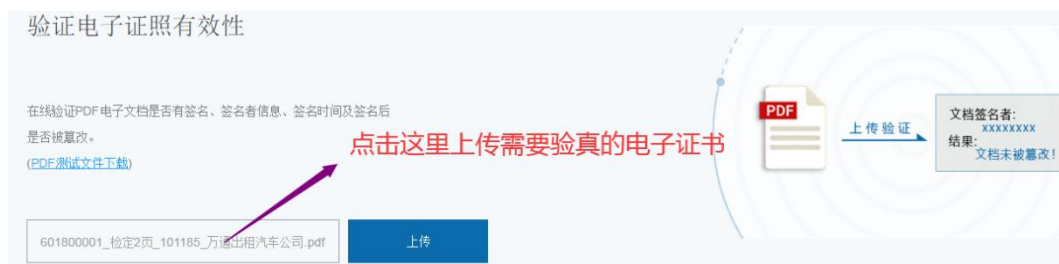 验证电子证照有效性
在线验证PDF电子文档是否有签名、签名者信息、签名时间及签名后
是否被篡改。
(PDF测试文件下载)
点击这里上传需要验真的电子证书
601800001_检定2页_101185_万通出租汽车公司.pdf
上传
PDF
上传验证
文档签名者:
xxxxxxxx
结果:
文档未被篡改!